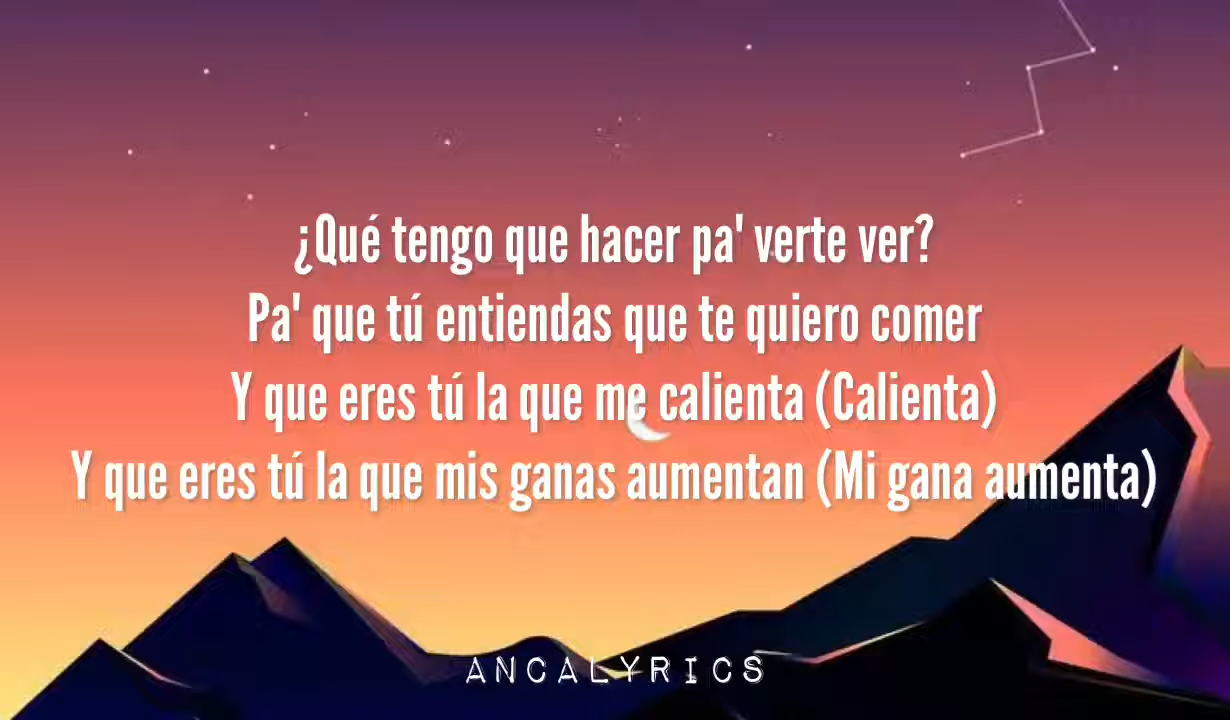 ¿Qué tengo que hacer pa' verte ver?
Pa' que tú entiendas que te quiero comer
Y que eres tú la que me calienta (Calienta)
Y que eres tú la que mis ganas aumentan (Mi gana aumenta)
ANCALYRICS